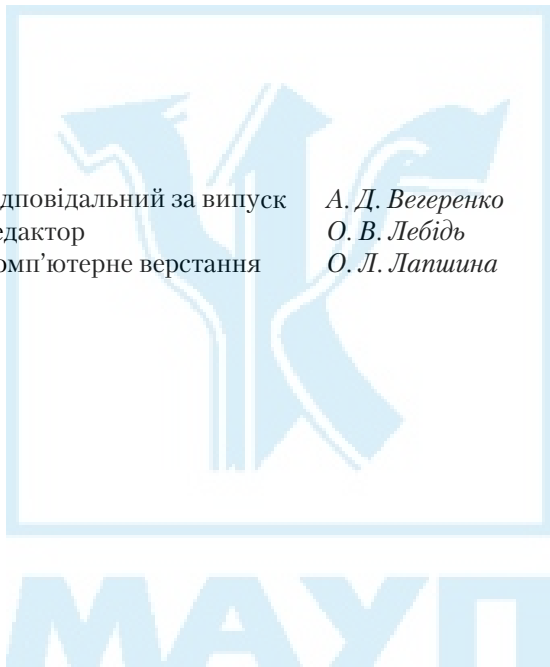 дповідальний за випуск А. Д. Вегеренко
едактор О. В. Лебідь
омп'ютерне верстання О. Л. Лапшина
МАУП